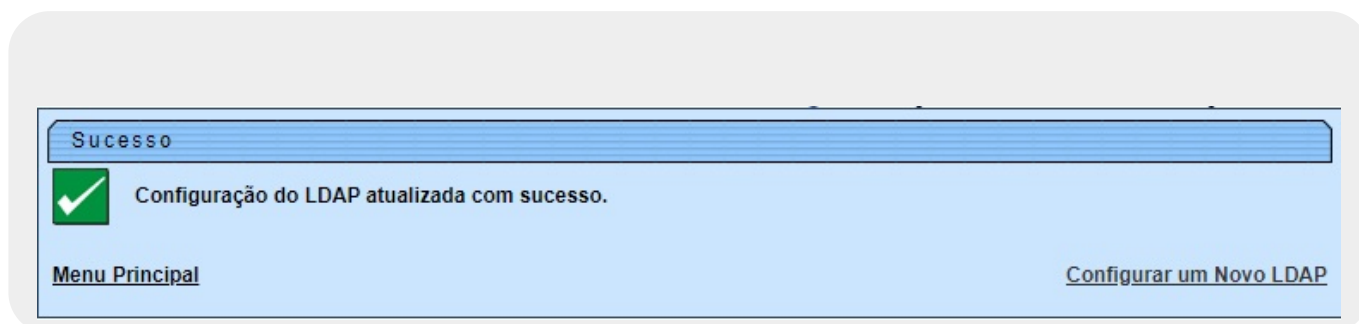 Sucesso
Configuração do LDAP atualizada com sucesso.
Menu Principal
Configurar um Novo LDAP